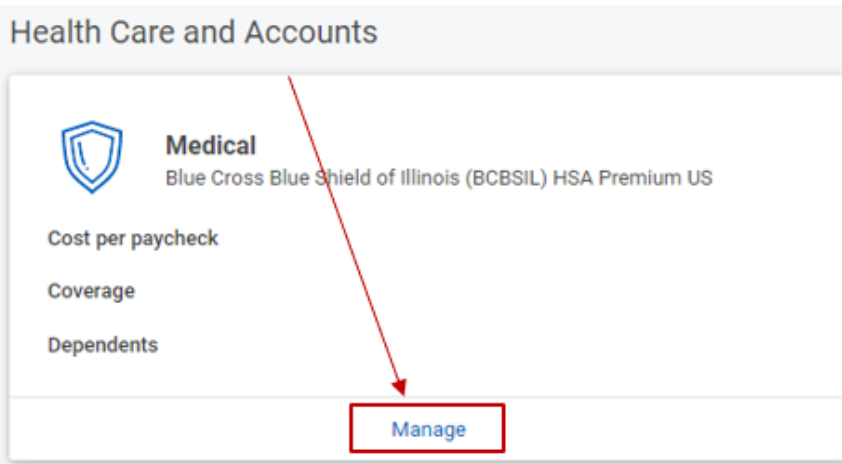 Health Care and Accounts
Medical
Blue Cross Blue Shield of Illinois (BCBSIL) HSA Premium US
Cost per paycheck
Coverage
Dependents
Manage